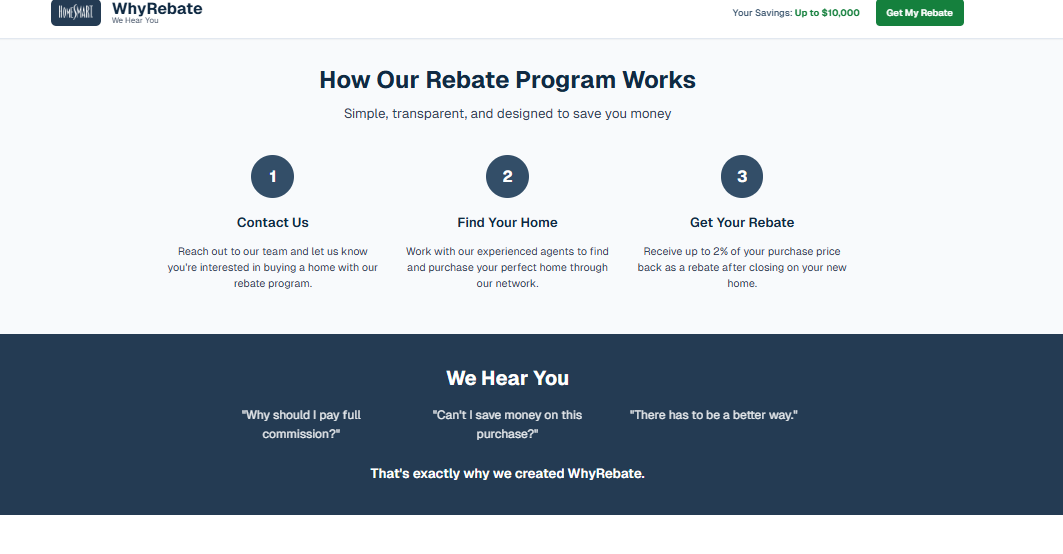 HOMESMART
WhyRebate
We Hear You
Your Savings: Up to $10,000
Get My Rebate
How Our Rebate Program Works
Simple, transparent, and designed to save you money
1
2
3
Contact Us
Find Your Home
Get Your Rebate
Reach out to our team and let us know
you're interested in buying a home with our
rebate program.
Work with our experienced agents to find
and purchase your perfect home through
our network.
Receive up to 2% of your purchase price
back as a rebate after closing on your new
home.
We Hear You
"Why should I pay full
commission?"
"Can't I save money on this
purchase?"
"There has to be a better way."
That's exactly why we created WhyRebate.